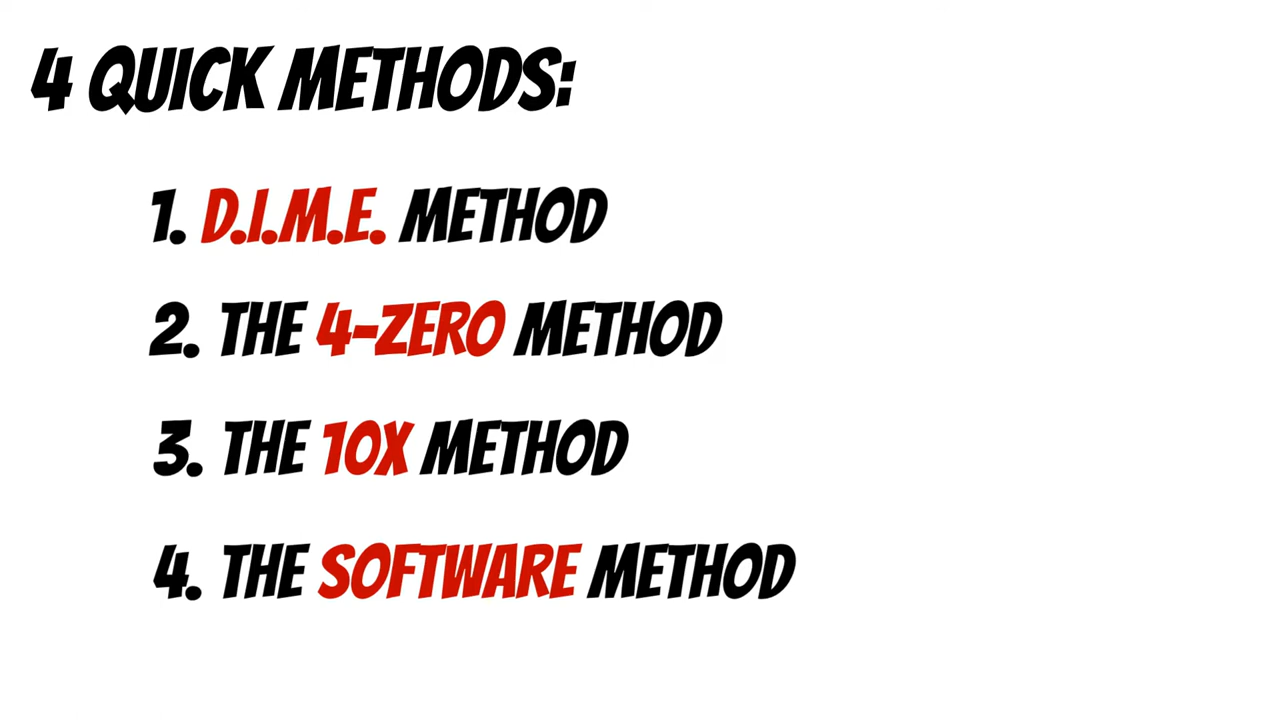 4 QUICK METHODS:
1. D.I.M.E. METHOD
2. THE 4-ZERO METHOD
3. THE 10X METHOD
4. THE SOFTWARE METHOD